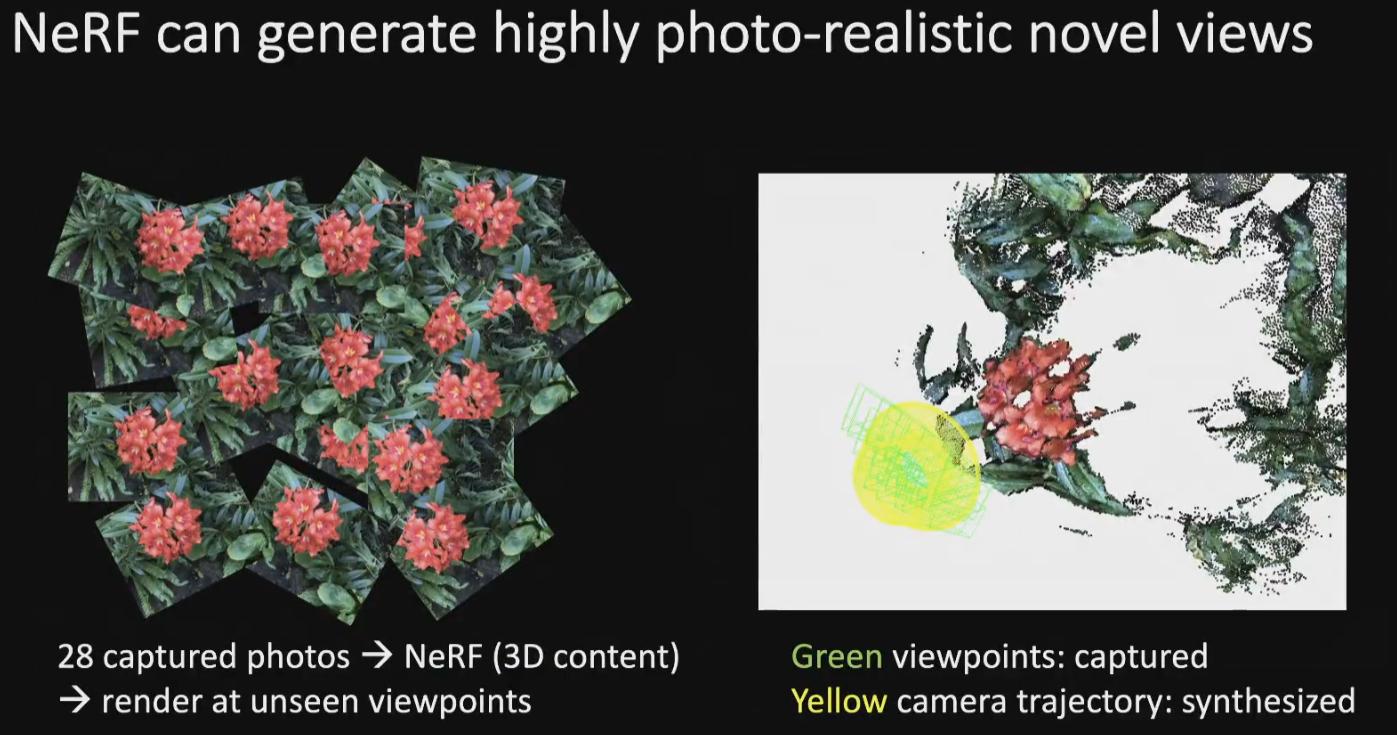 NeRF can generate highly photo-realistic novel views
28 captured photos → NeRF (3D content)
→ render at unseen viewpoints
Green viewpoints: captured
Yellow camera trajectory: synthesized